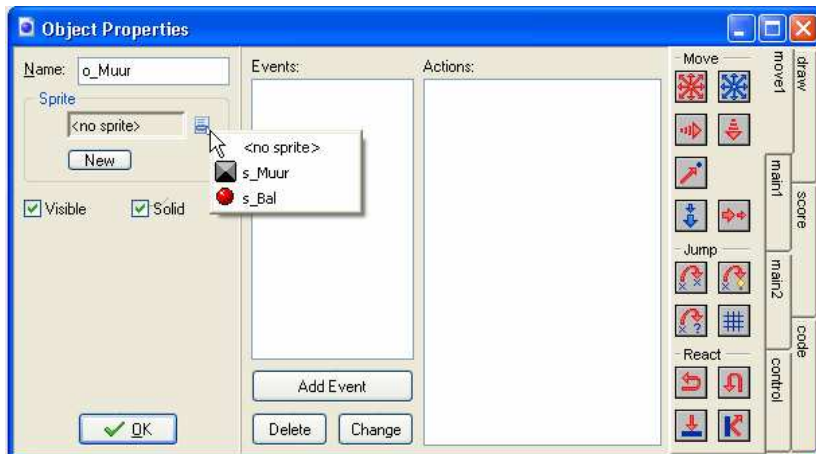 Object Properties
Name: o_Muur
Sprite
<no sprite>
New
Visible
Solid
OK
<no sprite>
s_Muur
s_Bal
Events:
Add Event
Delete
Change
Actions:
Move
Jump
React
move1
main1
main2
control
draw
score
code